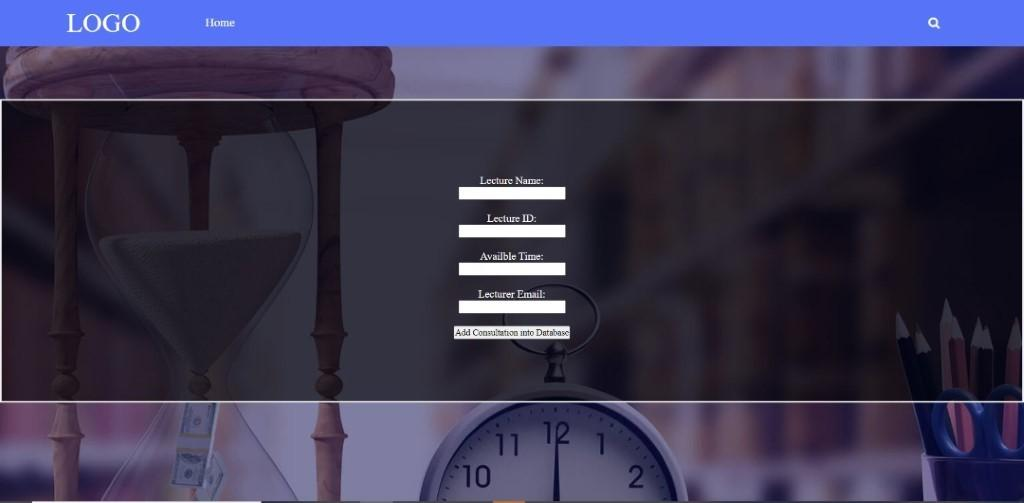 LOGO Home
Lecture Name:
Lecture ID:
Availble Time:
Lecturer Email:
Add Consultation into Database
11 12 1
10 2